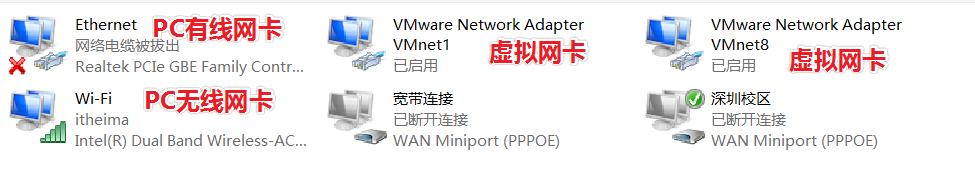 Ethernet
PC有线网卡
网络电缆被拔出
Realtek PCIe GBE Family Contr...
VMware Network Adapter
VMnet1
虚拟网卡
已启用
VMware Network Adapter
VMnet8
虚拟网卡
已启用
Wi-Fi
PC无线网卡
itheima
Intel(R) Dual Band Wireless-AC...
宽带连接
已断开连接
WAN Miniport (PPPOE)
深圳校区
已断开连接
WAN Miniport (PPPOE)